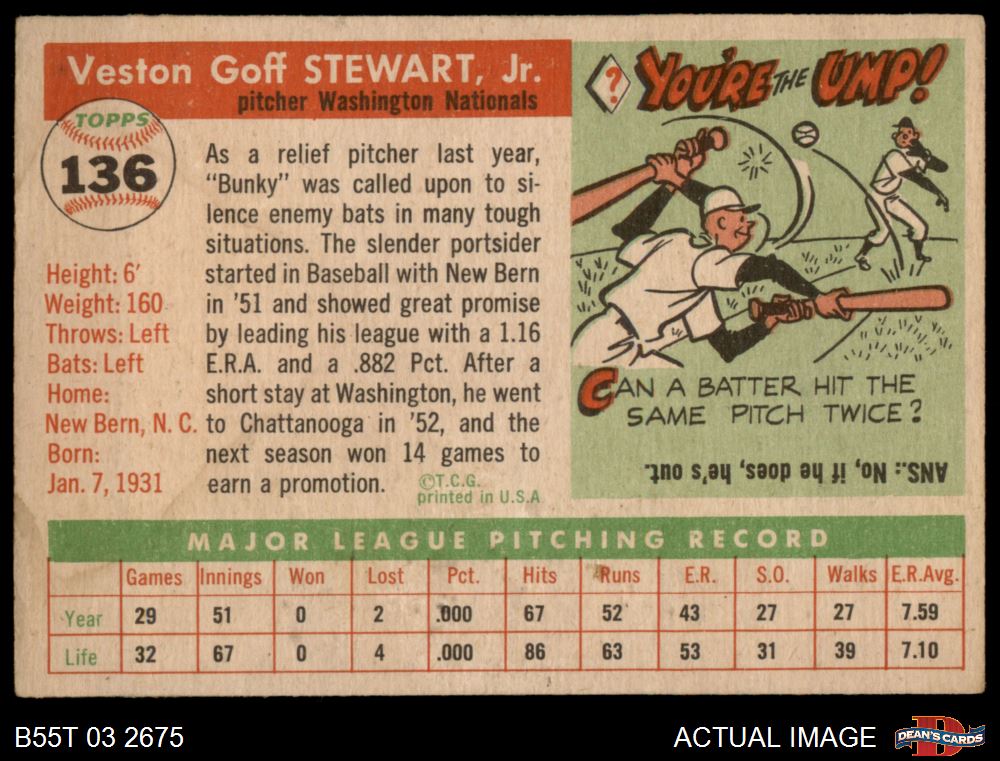 Veston Goff STEWART, Jr.
pitcher Washington Nationals
TOPPS
136
Height: 6'
Weight: 160
Throws: Left
Bats: Left
Home:
New Bern, N. C.
Born:
Jan. 7, 1931
As a relief pitcher last year,
"Bunky" was called upon to si-
lence enemy bats in many tough
situations. The slender portsider
started in Baseball with New Bern
in '51 and showed great promise
by leading his league with a 1.16
E.R.A. and a .882 Pct. After a
short stay at Washington, he went
to Chattanooga in '52, and the
next season won 14 games to
earn a promotion.
©T.C.G.
printed in U.S.A
?
YOU'RE THE UMP!
CAN A BATTER HIT THE
SAME PITCH TWICE?
ANS.: No, if he does, he's out.
MAJOR LEAGUE PITCHING RECORD
Games Innings Won Lost Pct. Hits Runs E.R. S.O. Walks E.R.Avg.
Year 29 51 0 2 .000 67 52 43 27 27 7.59
Life 32 67 0 4 .000 86 63 53 31 39 7.10
B55T 03 2675
ACTUAL IMAGE
D
DEAN'S CARDS